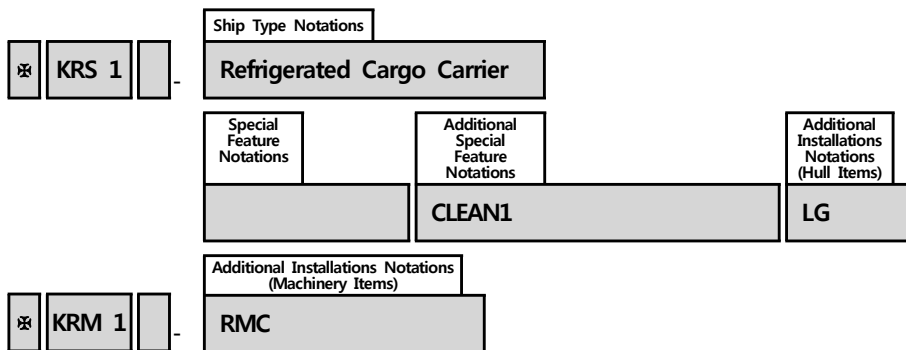 Ship Type Notations
✠ KRS 1 - Refrigerated Cargo Carrier
Special
Feature
Notations
Additional
Special
Feature
Notations
Additional
Installations
Notations
(Hull Items)
CLEAN1 LG
Additional Installations Notations
(Machinery Items)
✠ KRM 1 - RMC